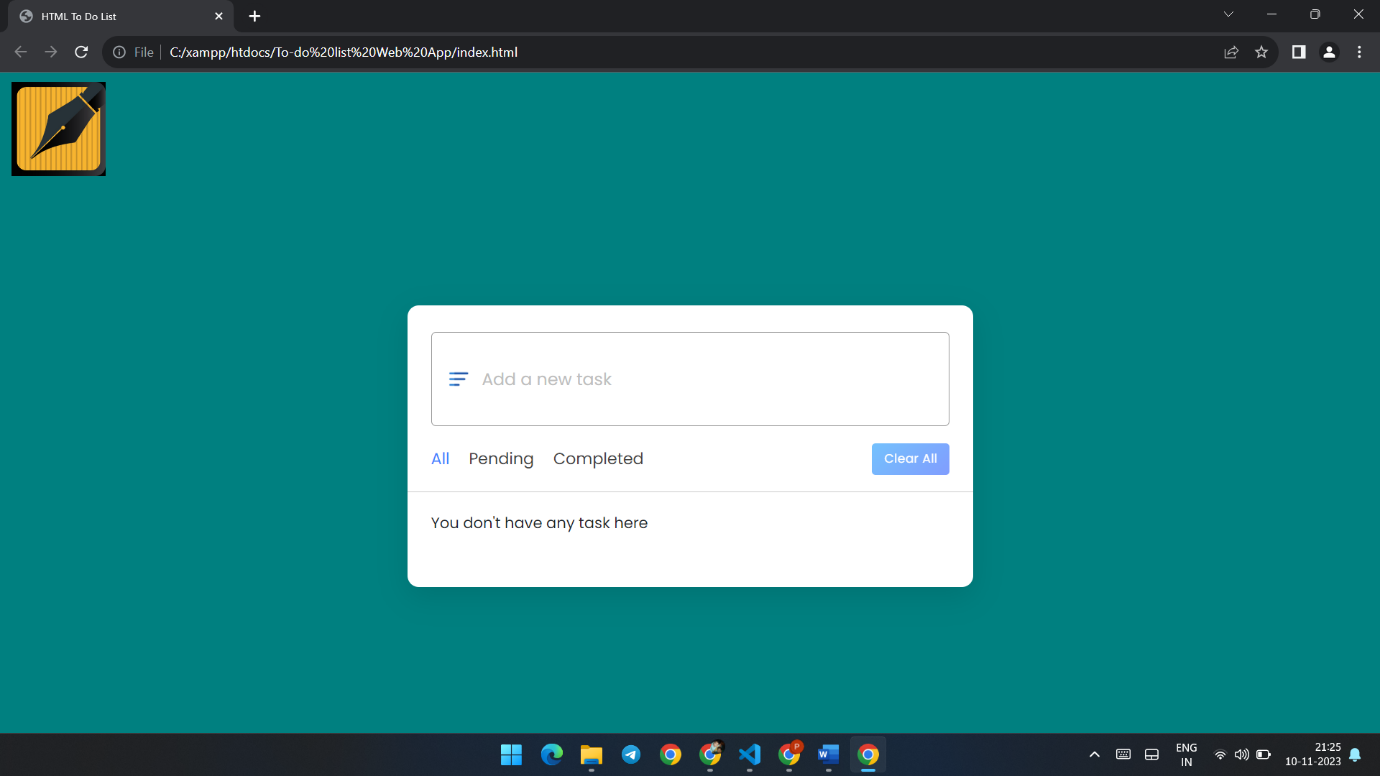 HTML To Do List
File C:/xampp/htdocs/To-do%20list%20Web%20App/index.html
Add a new task
All Pending Completed Clear All
You don't have any task here
P
W
ENG
IN
21:25
10-11-2023